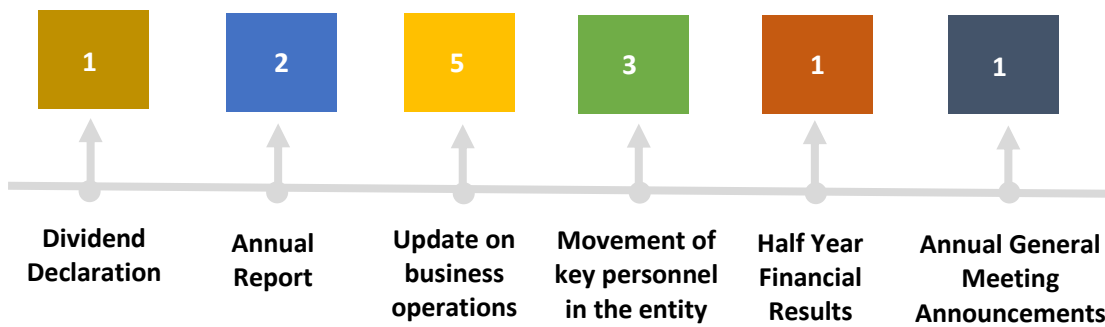 1
2
5
3
1
1
Dividend
Declaration
Annual
Report
Update on
business
operations
Movement of
key personnel
in the entity
Half Year
Financial
Results
Annual General
Meeting
Announcements